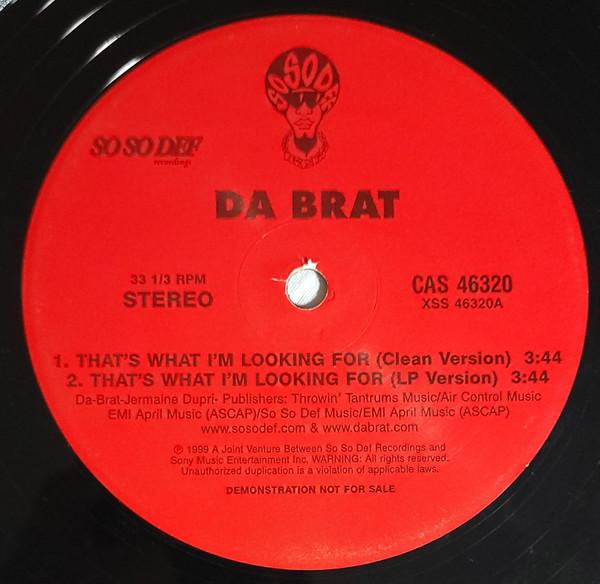 SO SO DEF
SO SO DEF
recordings
DA BRAT
33 1/3 RPM
STEREO
CAS 46320
XSS 46320A
1. THAT'S WHAT I'M LOOKING FOR (Clean Version) 3:44
2. THAT'S WHAT I'M LOOKING FOR (LP Version) 3:44
Da-Brat-Jermaine Dupri- Publishers: Throwin' Tantrums Music/Air Control Music
EMI April Music (ASCAP)/So So Def Music/EMI April Music (ASCAP)
www.sosodef.com & www.dabrat.com
℗ 1999 A Joint Venture Between So So Def Recordings and
Sony Music Entertainment Inc. WARNING: All rights reserved.
Unauthorized duplication is a violation of applicable laws.
DEMONSTRATION NOT FOR SALE